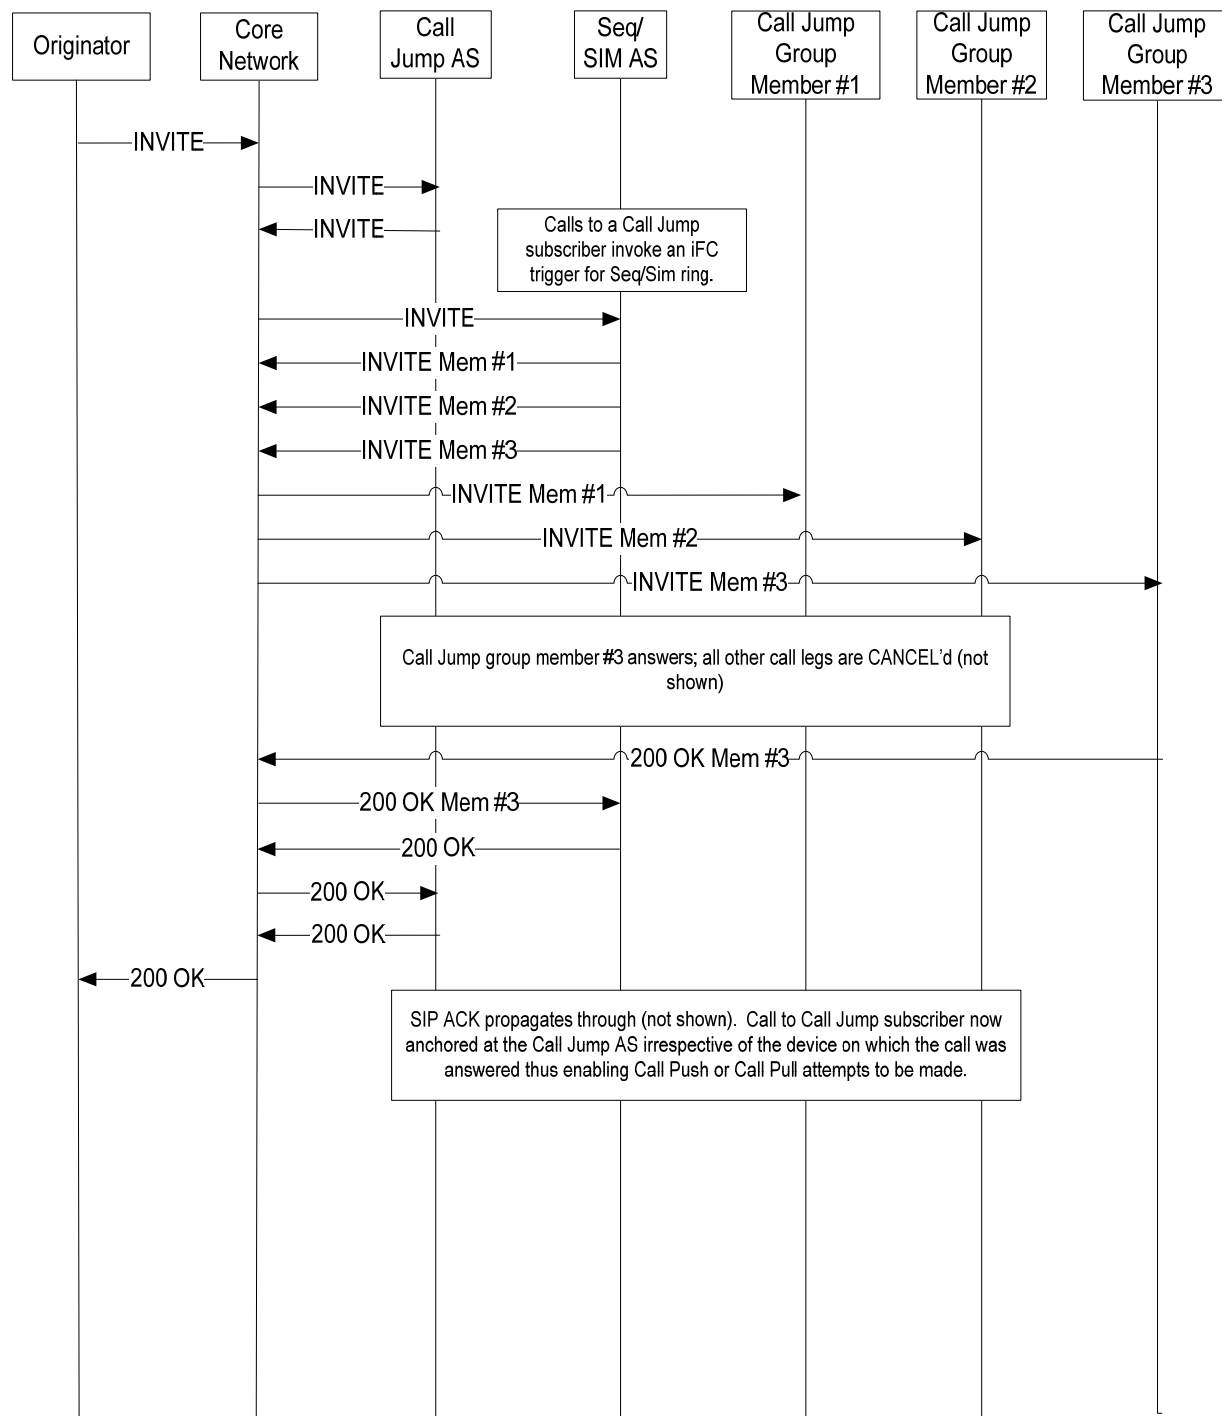 Originator
Core
Network
Call
Jump AS
Seq/
SIM AS
Call Jump
Group
Member #1
Call Jump
Group
Member #2
Call Jump
Group
Member #3
INVITE
INVITE
INVITE
Calls to a Call Jump
subscriber invoke an iFC
trigger for Seq/Sim ring.
INVITE
INVITE Mem #1
INVITE Mem #2
INVITE Mem #3
INVITE Mem #1
INVITE Mem #2
INVITE Mem #3
Call Jump group member #3 answers; all other call legs are CANCEL'd (not
shown)
200 OK Mem #3
200 OK Mem #3
200 OK
200 OK
200 OK
200 OK
SIP ACK propagates through (not shown). Call to Call Jump subscriber now
anchored at the Call Jump AS irrespective of the device on which the call was
answered thus enabling Call Push or Call Pull attempts to be made.